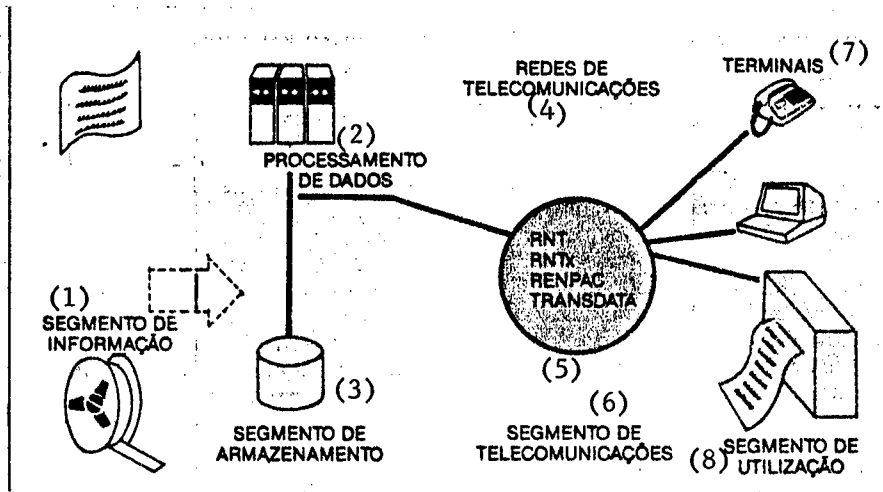 (1)
SEGMENTO DE
INFORMAÇÃO
(2)
PROCESSAMENTO
DE DADOS
(3)
SEGMENTO DE
ARMAZENAMENTO
REDES DE
TELECOMUNICAÇÕES
(4)
RNT
RNTx
RENPAC
TRANSDATA
(5)
(6)
SEGMENTO DE
TELECOMUNICAÇÕES
TERMINAIS (7)
(8) SEGMENTO DE
UTILIZAÇÃO